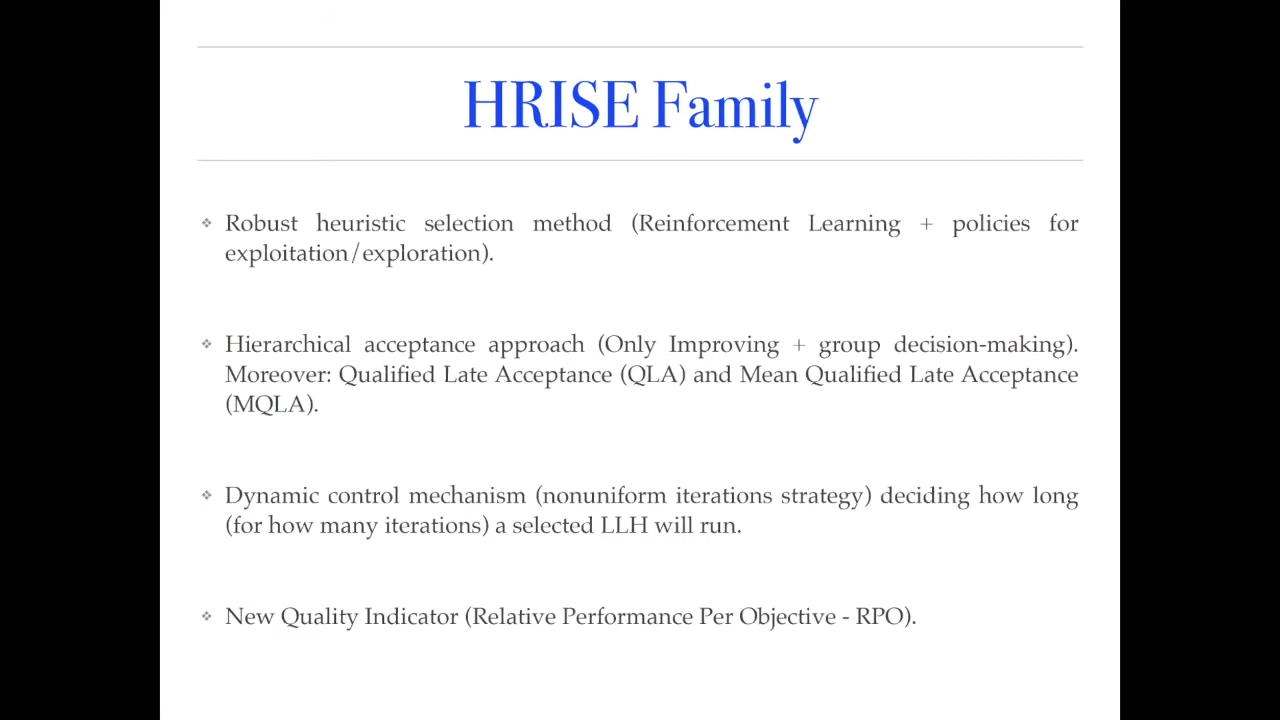 HRISE Family
Robust heuristic selection method (Reinforcement Learning + policies for
exploitation/exploration).
Hierarchical acceptance approach (Only Improving + group decision-making).
Moreover: Qualified Late Acceptance (QLA) and Mean Qualified Late Acceptance
(MQLA).
Dynamic control mechanism (nonuniform iterations strategy) deciding how long
(for how many iterations) a selected LLH will run.
New Quality Indicator (Relative Performance Per Objective - RPO).